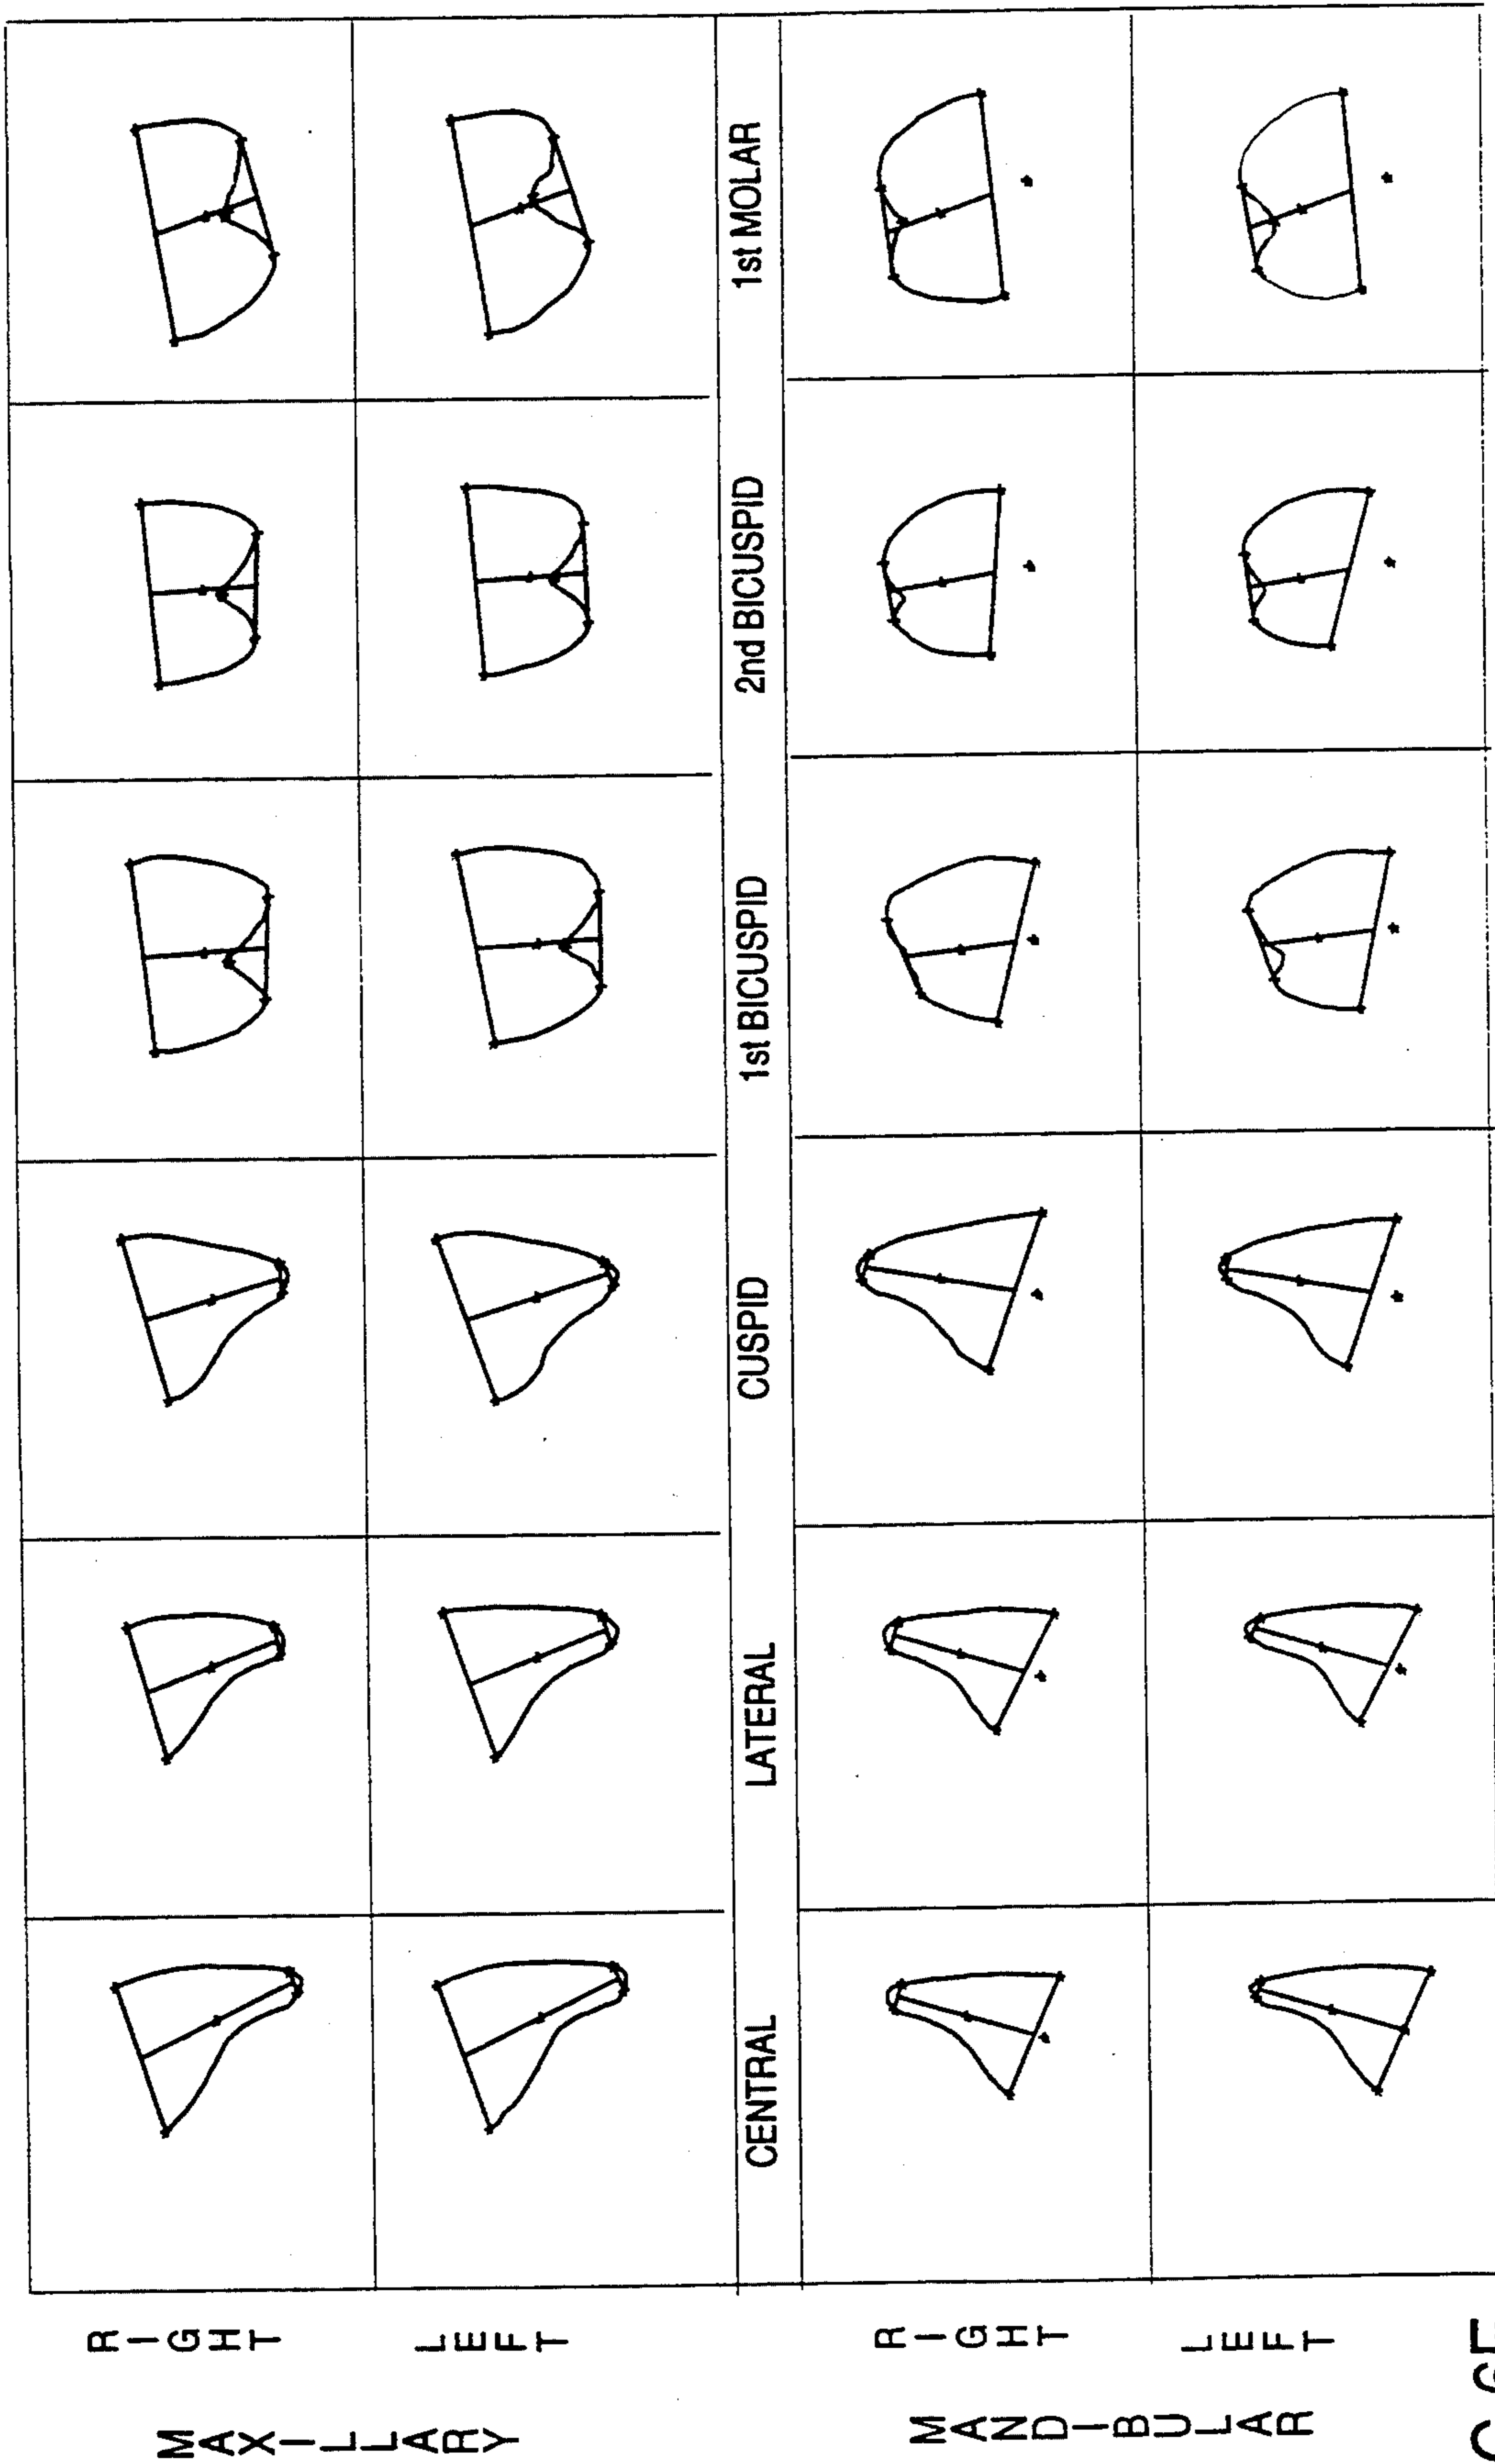 MAXILLARY
RIGHT
LEFT
CENTRAL LATERAL CUSPID 1st BICUSPID 2nd BICUSPID 1st MOLAR
MANDIBULAR
RIGHT
LEFT